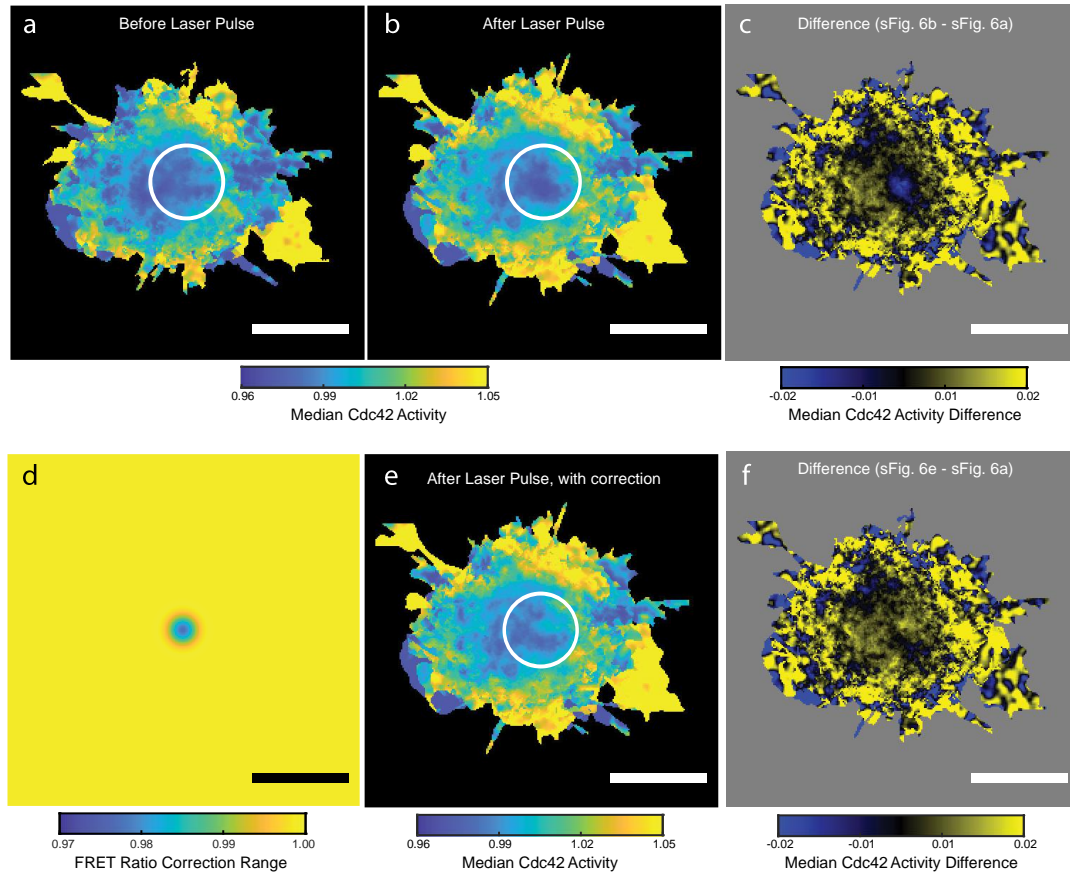 a
Before Laser Pulse
b
After Laser Pulse
c
Difference (sFig. 6b - sFig. 6a)
0.96
0.99
1.02
1.05
Median Cdc42 Activity
-0.02
-0.01
0.01
0.02
Median Cdc42 Activity Difference
d
e
After Laser Pulse, with correction
f
Difference (sFig. 6e - sFig. 6a)
0.97
0.98
0.99
1.00
FRET Ratio Correction Range
0.96
0.99
1.02
1.05
Median Cdc42 Activity
-0.02
-0.01
0.01
0.02
Median Cdc42 Activity Difference